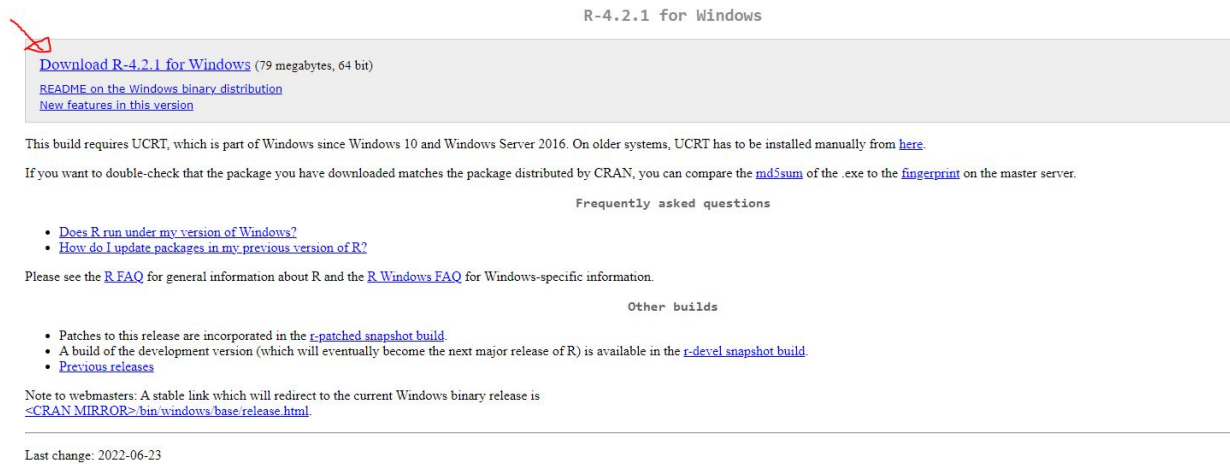 R-4.2.1 for Windows
Download R-4.2.1 for Windows (79 megabytes, 64 bit)
README on the Windows binary distribution
New features in this version
This build requires UCRT, which is part of Windows since Windows 10 and Windows Server 2016. On older systems, UCRT has to be installed manually from here.
If you want to double-check that the package you have downloaded matches the package distributed by CRAN, you can compare the md5sum of the .exe to the fingerprint on the master server.
Frequently asked questions
• Does R run under my version of Windows?
• How do I update packages in my previous version of R?
Please see the R FAQ for general information about R and the R Windows FAQ for Windows-specific information.
Other builds
• Patches to this release are incorporated in the r-patched snapshot build.
• A build of the development version (which will eventually become the next major release of R) is available in the r-devel snapshot build.
• Previous releases
Note to webmasters: A stable link which will redirect to the current Windows binary release is
<CRAN MIRROR>/bin/windows/base/release.html.
Last change: 2022-06-23